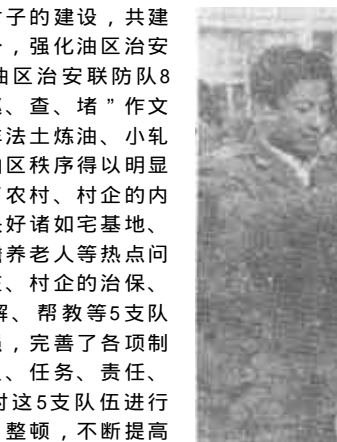 子的建设，共建
，强化油区治安
油区治安联防队8
、查、堵”作文
法土炼油、小轧
区秩序得以明显
农村、村企的内
好诸如宅基地、
养老人等热点问
、村企的治保、
解、帮教等5支队
，完善了各项制
、任务、责任、
对这5支队伍进行
整顿，不断提高